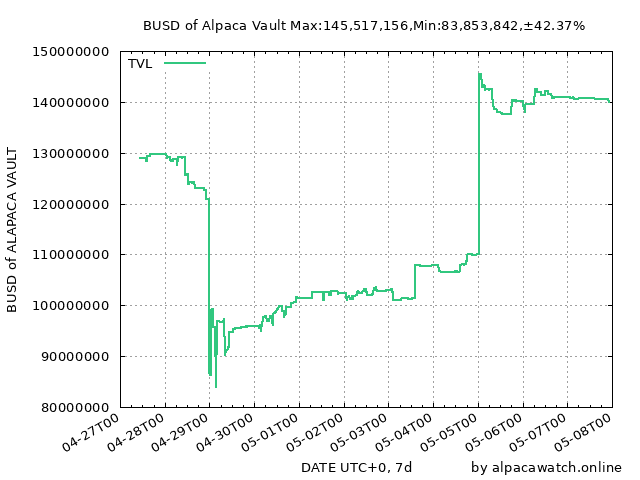 BUSD of Alpaca Vault Max:145,517,156,Min:83,853,842,±42.37%
TVL
150000000
140000000
130000000
120000000
110000000
100000000
90000000
80000000
BUSD of ALAPACA VAULT
04-27T00
04-28T00
04-29T00
04-30T00
05-01T00
05-02T00
05-03T00
05-04T00
05-05T00
05-06T00
05-07T00
05-08T00
DATE UTC+0, 7d
by alpacawatch.online